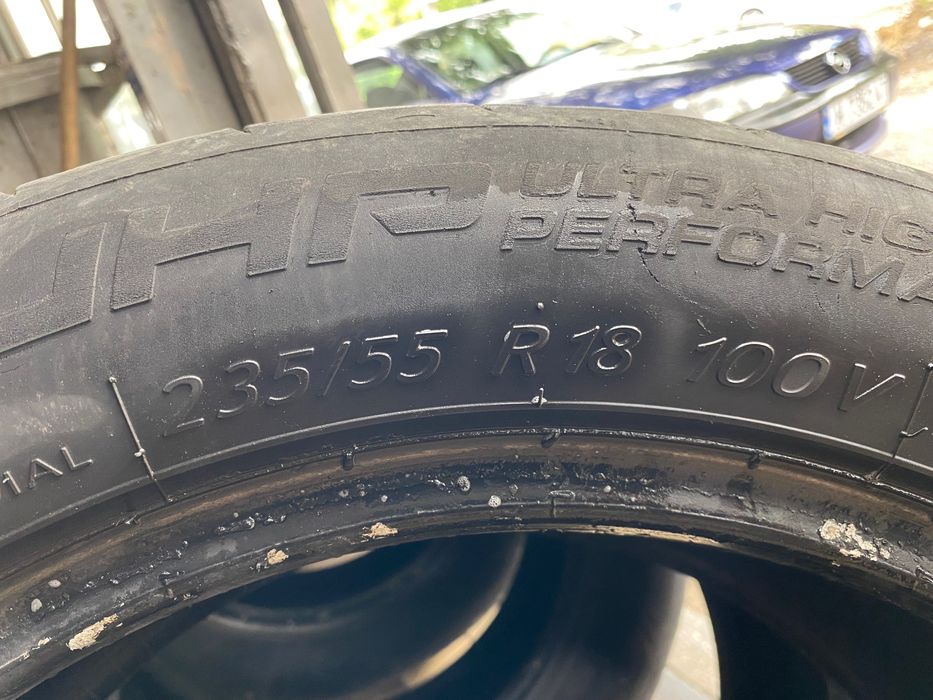 UHP ULTRA HIG
PERFORMA
235/55 R18 100V
IAL